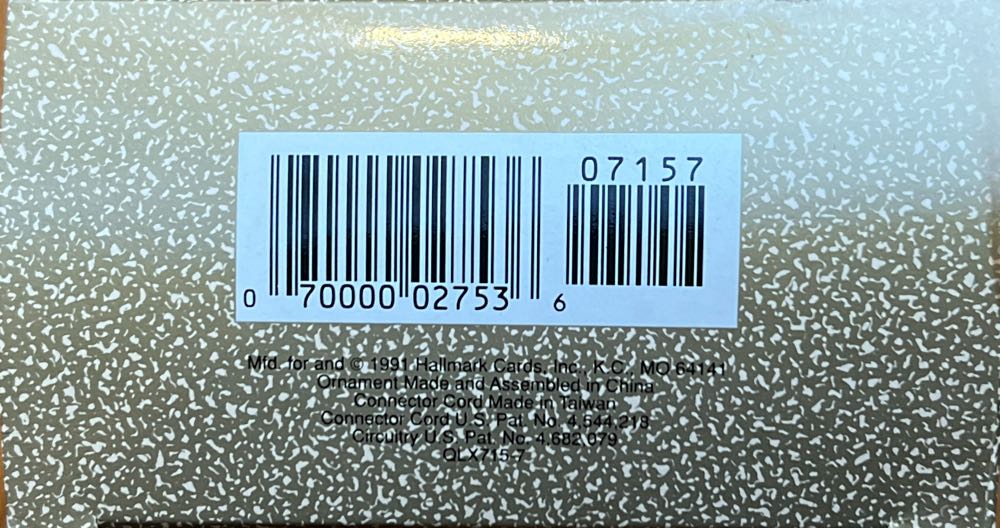 07157
0 70000 02753 6
Mfd. for and © 1991 Hallmark Cards, Inc., K.C., MO 64141
Ornament Made and Assembled in China
Connector Cord Made in Taiwan
Connector Cord U.S. Pat. No. 4,544,218
Circuitry U.S. Pat. No. 4,682,079
QLX715-7